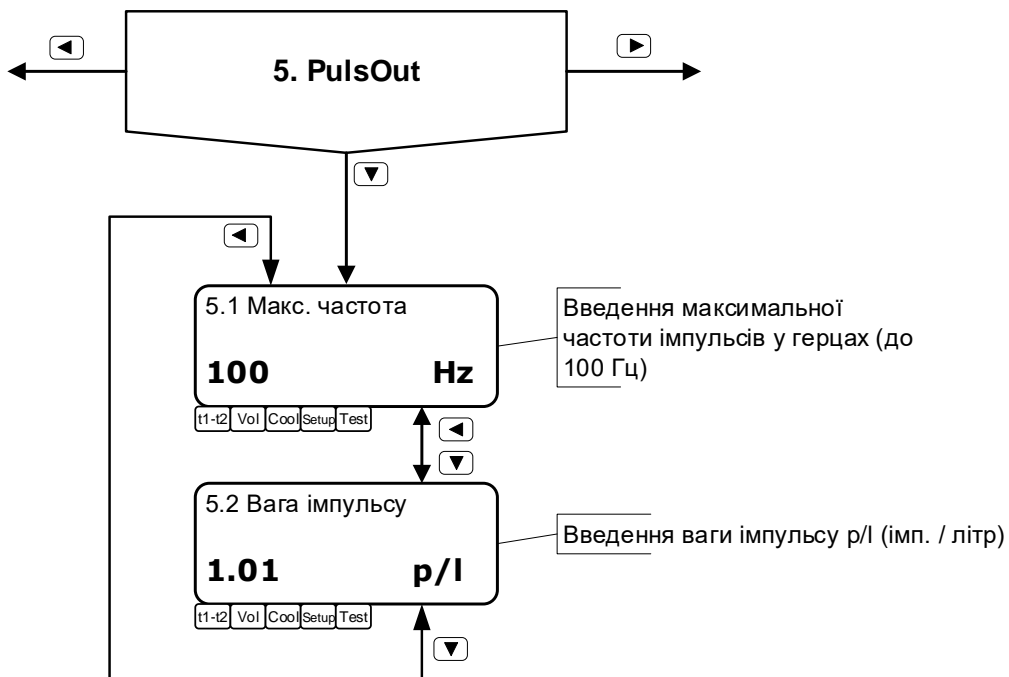 5. PulsOut
5.1 Макс. частота
100 Hz
t1-t2 Vol Cool Setup Test
Введення максимальної
частоти імпульсів у герцах (до
100 Гц)
5.2 Вага імпульсу
1.01 p/l
t1-t2 Vol Cool Setup Test
Введення ваги імпульсу p/l (імп. / літр)